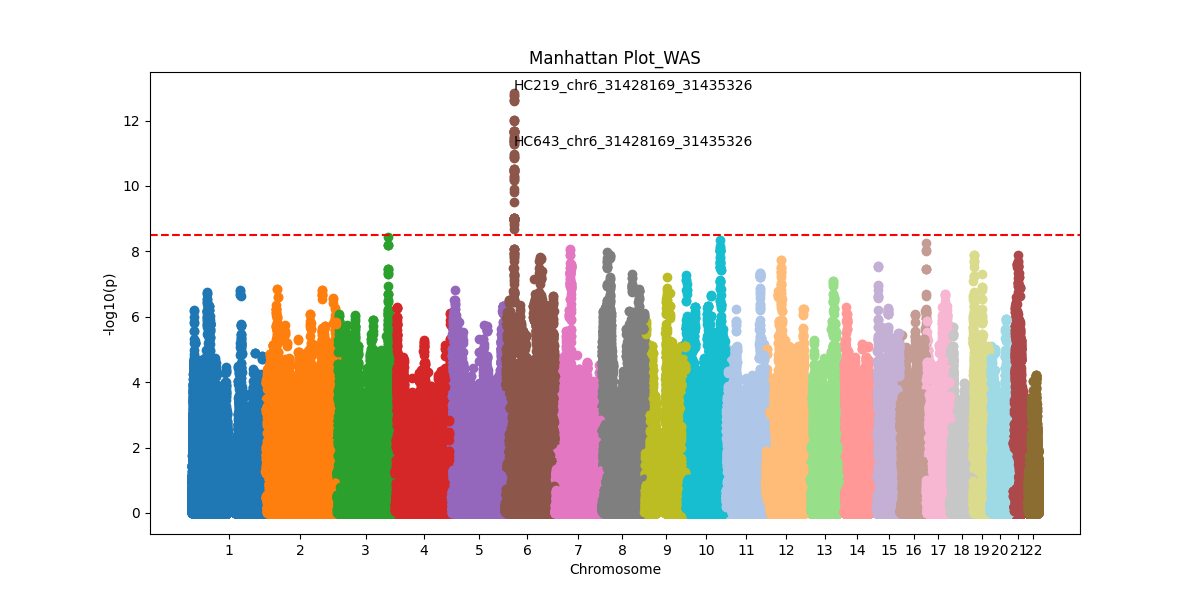 Manhattan Plot_WAS
HC219_chr6_31428169_31435326
HC643_chr6_31428169_31435326
12
10
8
6
4
2
0
-log10(p)
1 2 3 4 5 6 7 8 9 10 11 12 13 14 15 16 17 18 19 20 21 22
Chromosome